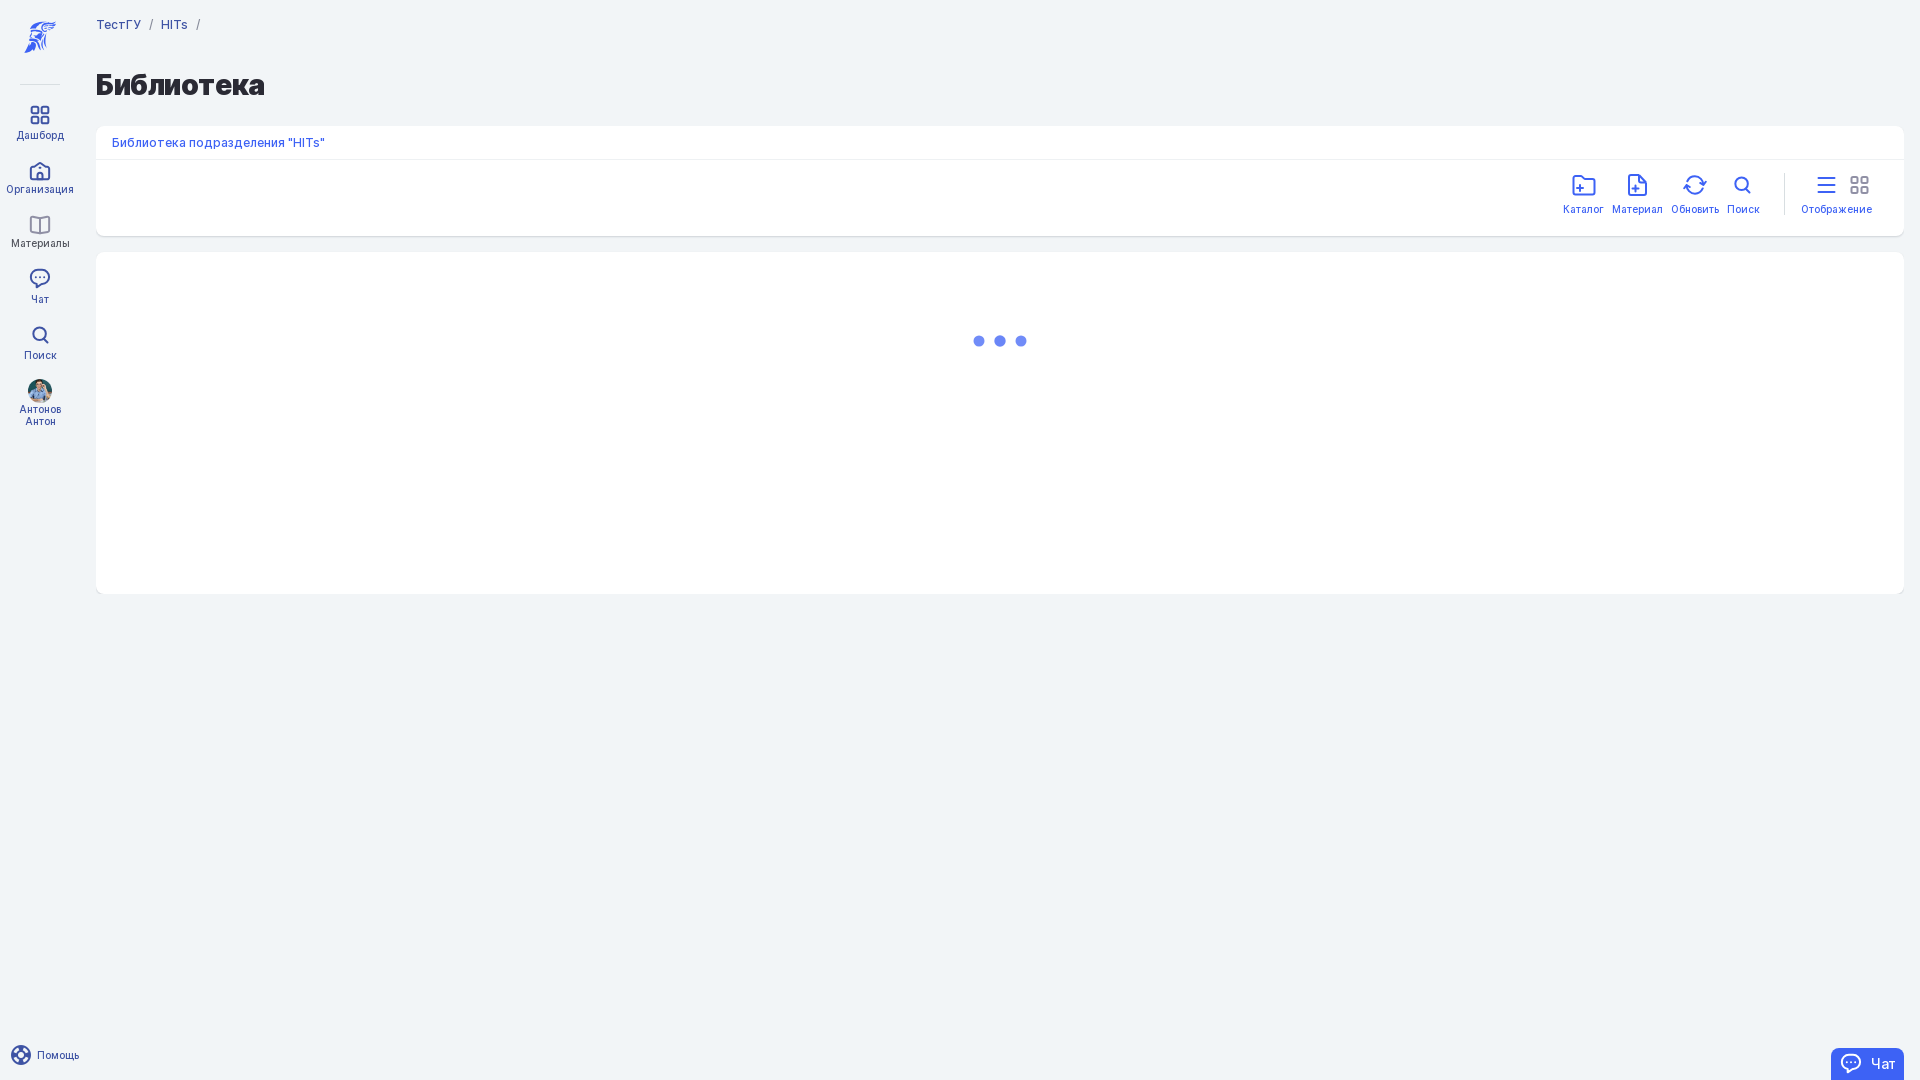 ТестГУ / HITs /
Библиотека
Библиотека подразделения "HITs"
Каталог
Материал
Обновить
Поиск
Отображение
Дашборд
Организация
Материалы
Чат
Поиск
Антонов
Антон
Помощь
Чат